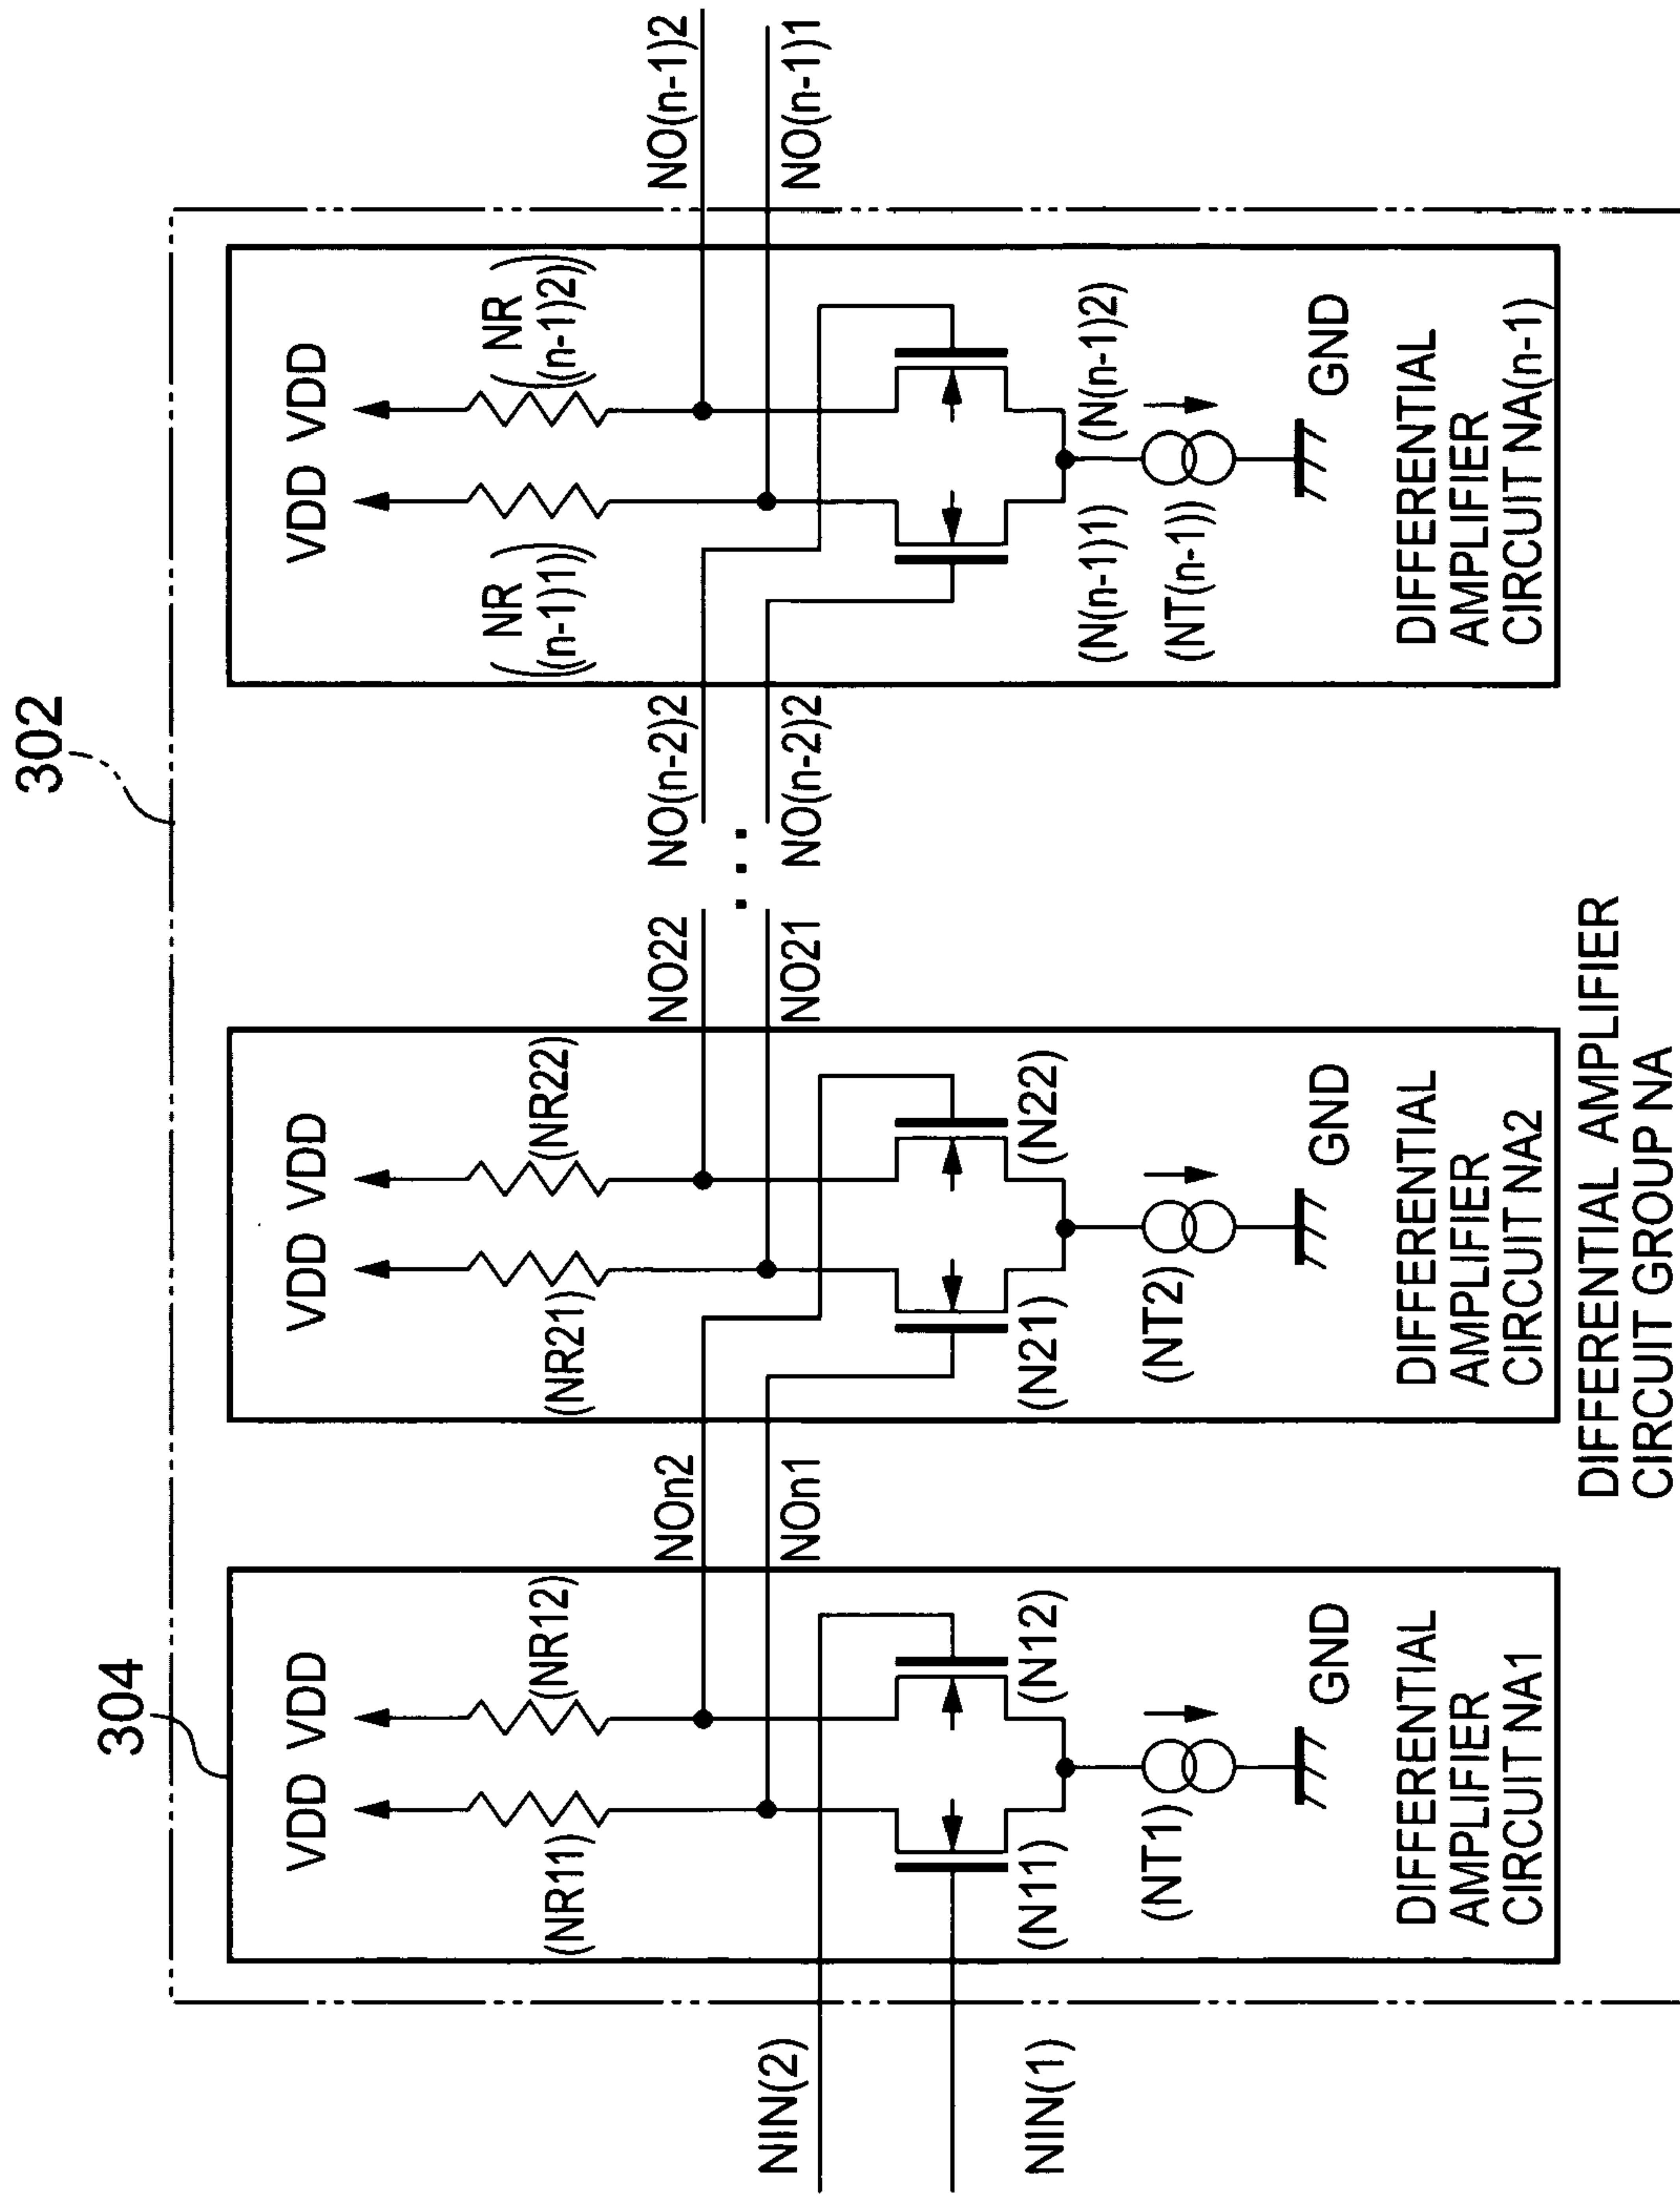 302
304
VDD VDD
(NR11)
(NR12)
NOn2
NOn1
NIN(2)
NIN(1)
(N11)
(N12)
(NT1)
GND
DIFFERENTIAL
AMPLIFIER
CIRCUIT NA1
VDD VDD
(NR21)
(NR22)
NO22
NO21
(N21)
(N22)
(NT2)
GND
DIFFERENTIAL
AMPLIFIER
CIRCUIT NA2
NO(n-2)2
NO(n-2)2
VDD VDD
(NR
(n-1)1)
(NR
(n-1)2)
NO(n-1)2
NO(n-1)1
(N(n-1)1)
(N(n-1)2)
(NT(n-1))
GND
DIFFERENTIAL
AMPLIFIER
CIRCUIT NA(n-1)
DIFFERENTIAL AMPLIFIER
CIRCUIT GROUP NA